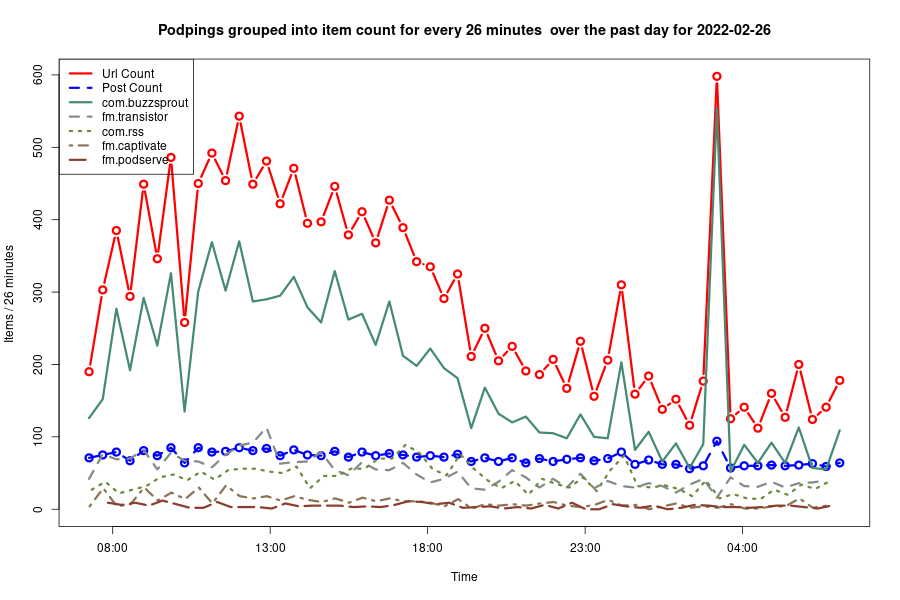 Podpings grouped into item count for every 26 minutes  over the past day for 2022-02-26
Url Count
Post Count
com.buzzsprout
fm.transistor
com.rss
fm.captivate
fm.podserve
Items / 26 minutes
600
500
400
300
200
100
0
08:00 13:00 18:00 23:00 04:00
Time